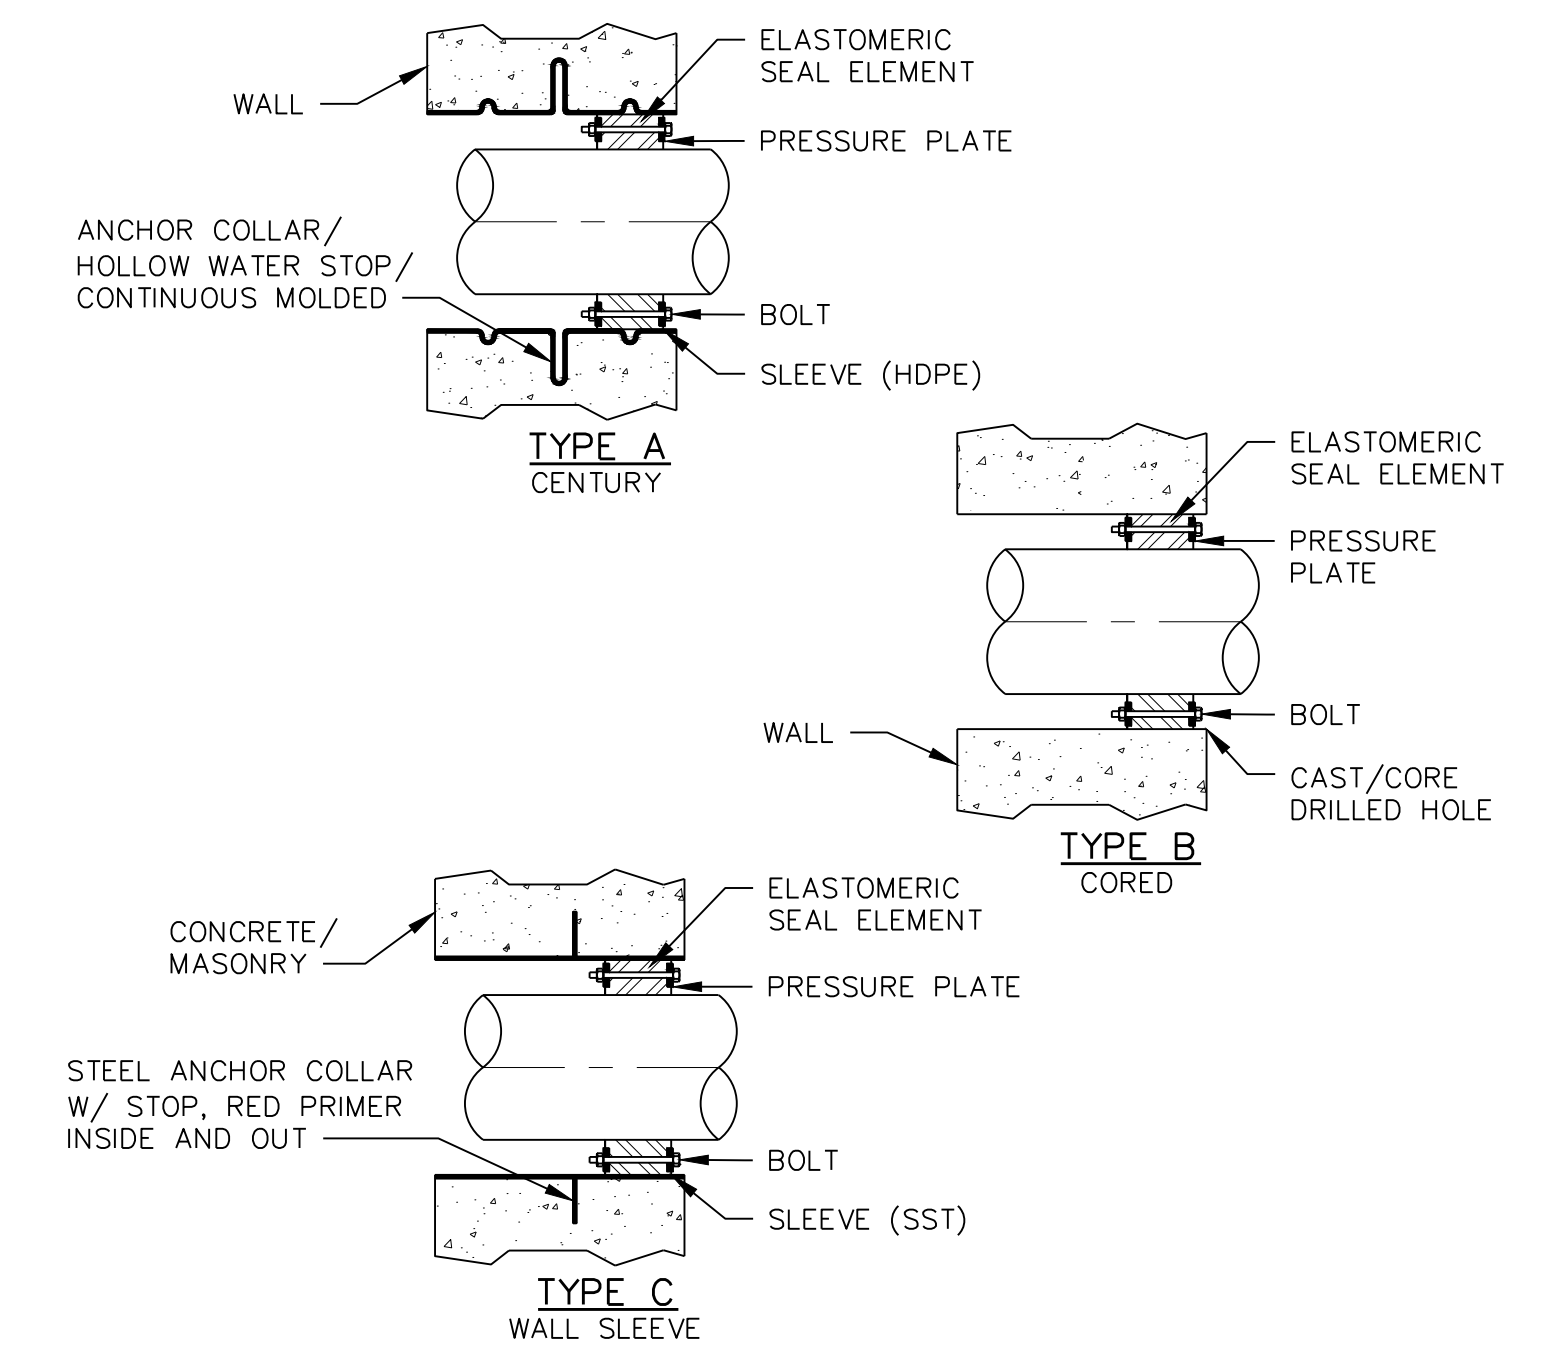 ELASTOMERIC
SEAL ELEMENT
WALL
PRESSURE PLATE
ANCHOR COLLAR/
HOLLOW WATER STOP/
CONTINUOUS MOLDED
BOLT
SLEEVE (HDPE)
TYPE A
CENTURY
ELASTOMERIC
SEAL ELEMENT
PRESSURE
PLATE
WALL
BOLT
CAST/CORE
DRILLED HOLE
TYPE B
CORED
ELASTOMERIC
SEAL ELEMENT
CONCRETE/
MASONRY
PRESSURE PLATE
STEEL ANCHOR COLLAR
W/ STOP, RED PRIMER
INSIDE AND OUT
BOLT
SLEEVE (SST)
TYPE C
WALL SLEEVE